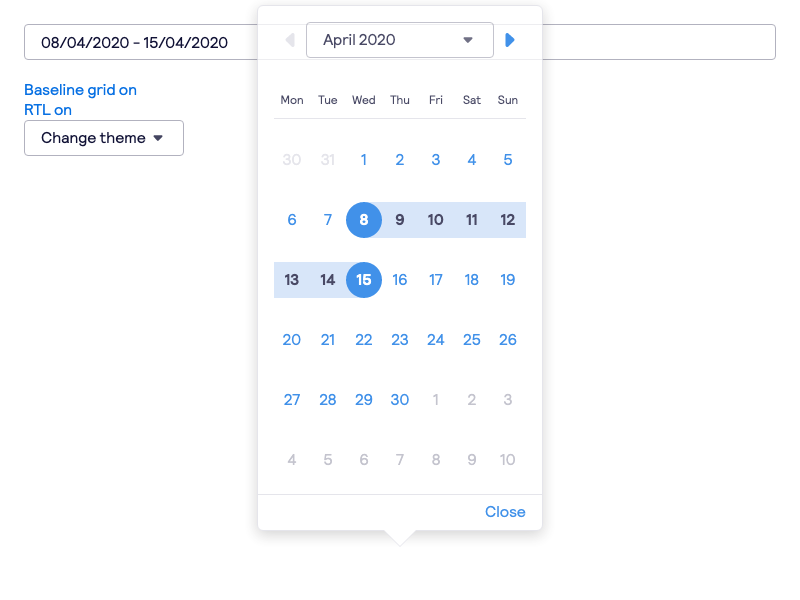 08/04/2020 - 15/04/2020
April 2020
Baseline grid on
RTL on
Change theme
Mon Tue Wed Thu Fri Sat Sun
30 31 1 2 3 4 5
6 7 8 9 10 11 12
13 14 15 16 17 18 19
20 21 22 23 24 25 26
27 28 29 30 1 2 3
4 5 6 7 8 9 10
Close